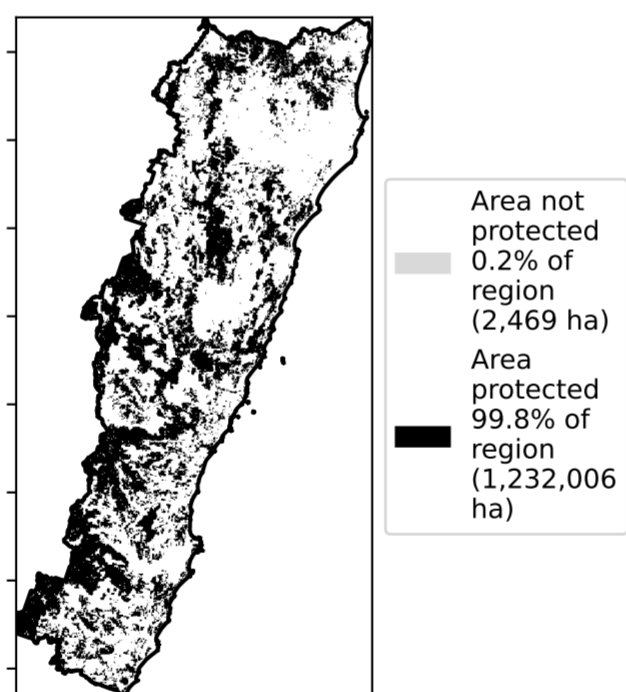 Area not
protected
0.2% of
region
(2,469 ha)
Area
protected
99.8% of
region
(1,232,006
ha)